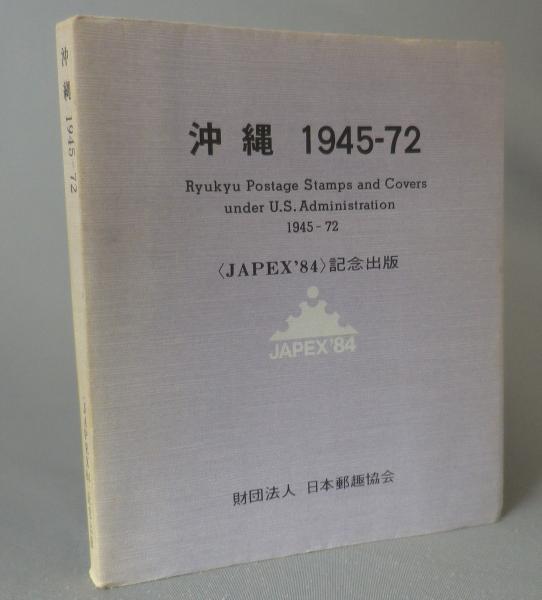 沖縄 1945-72
Ryukyu Postage Stamps and Covers
under U.S. Administration
1945-72
〈JAPEX'84〉記念出版
JAPEX'84
財団法人 日本郵趣協会
沖縄 1945-72